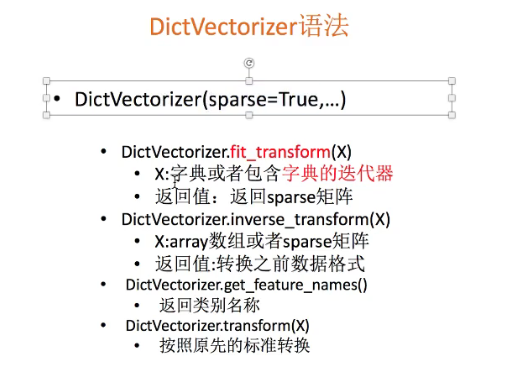 DictVectorizer语法
• DictVectorizer(sparse=True,…)
• DictVectorizer.fit_transform(X)
• X:字典或者包含字典的迭代器
• 返回值：返回sparse矩阵
• DictVectorizer.inverse_transform(X)
• X:array数组或者sparse矩阵
• 返回值:转换之前数据格式
• DictVectorizer.get_feature_names()
• 返回类别名称
• DictVectorizer.transform(X)
• 按照原先的标准转换